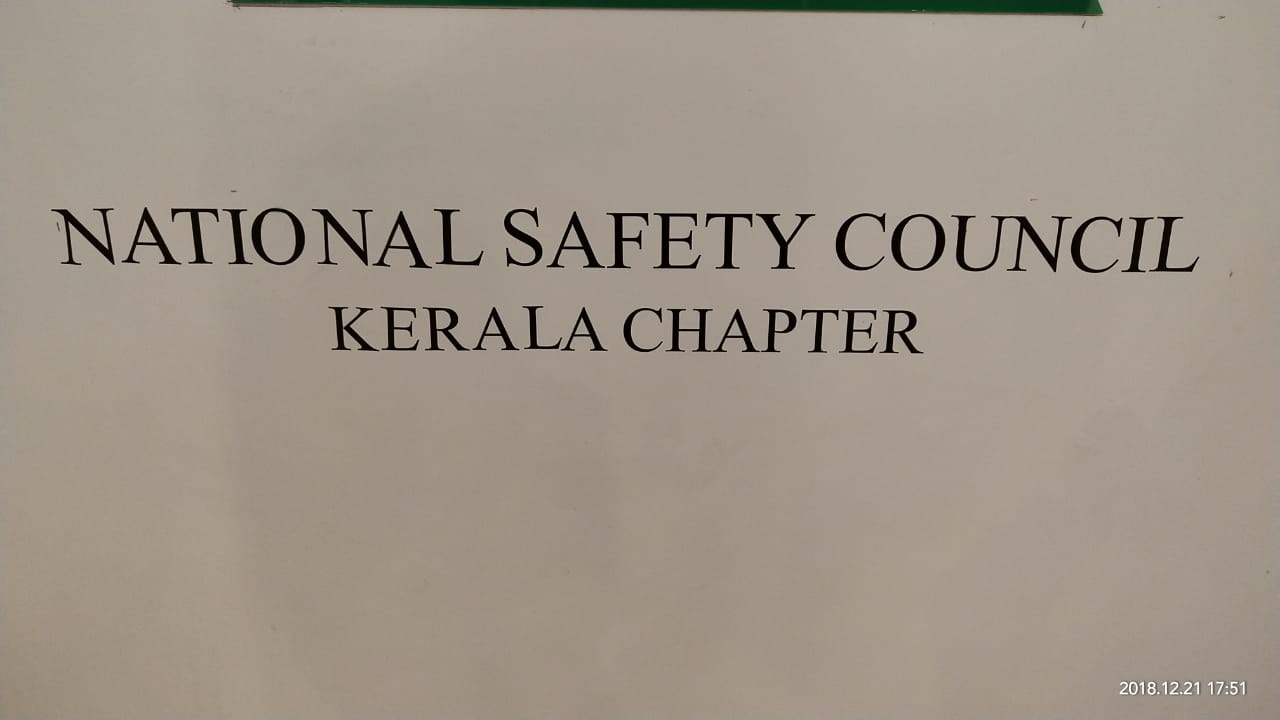 NATIONAL SAFETY COUNCIL
KERALA CHAPTER
2018.12.21 17:51